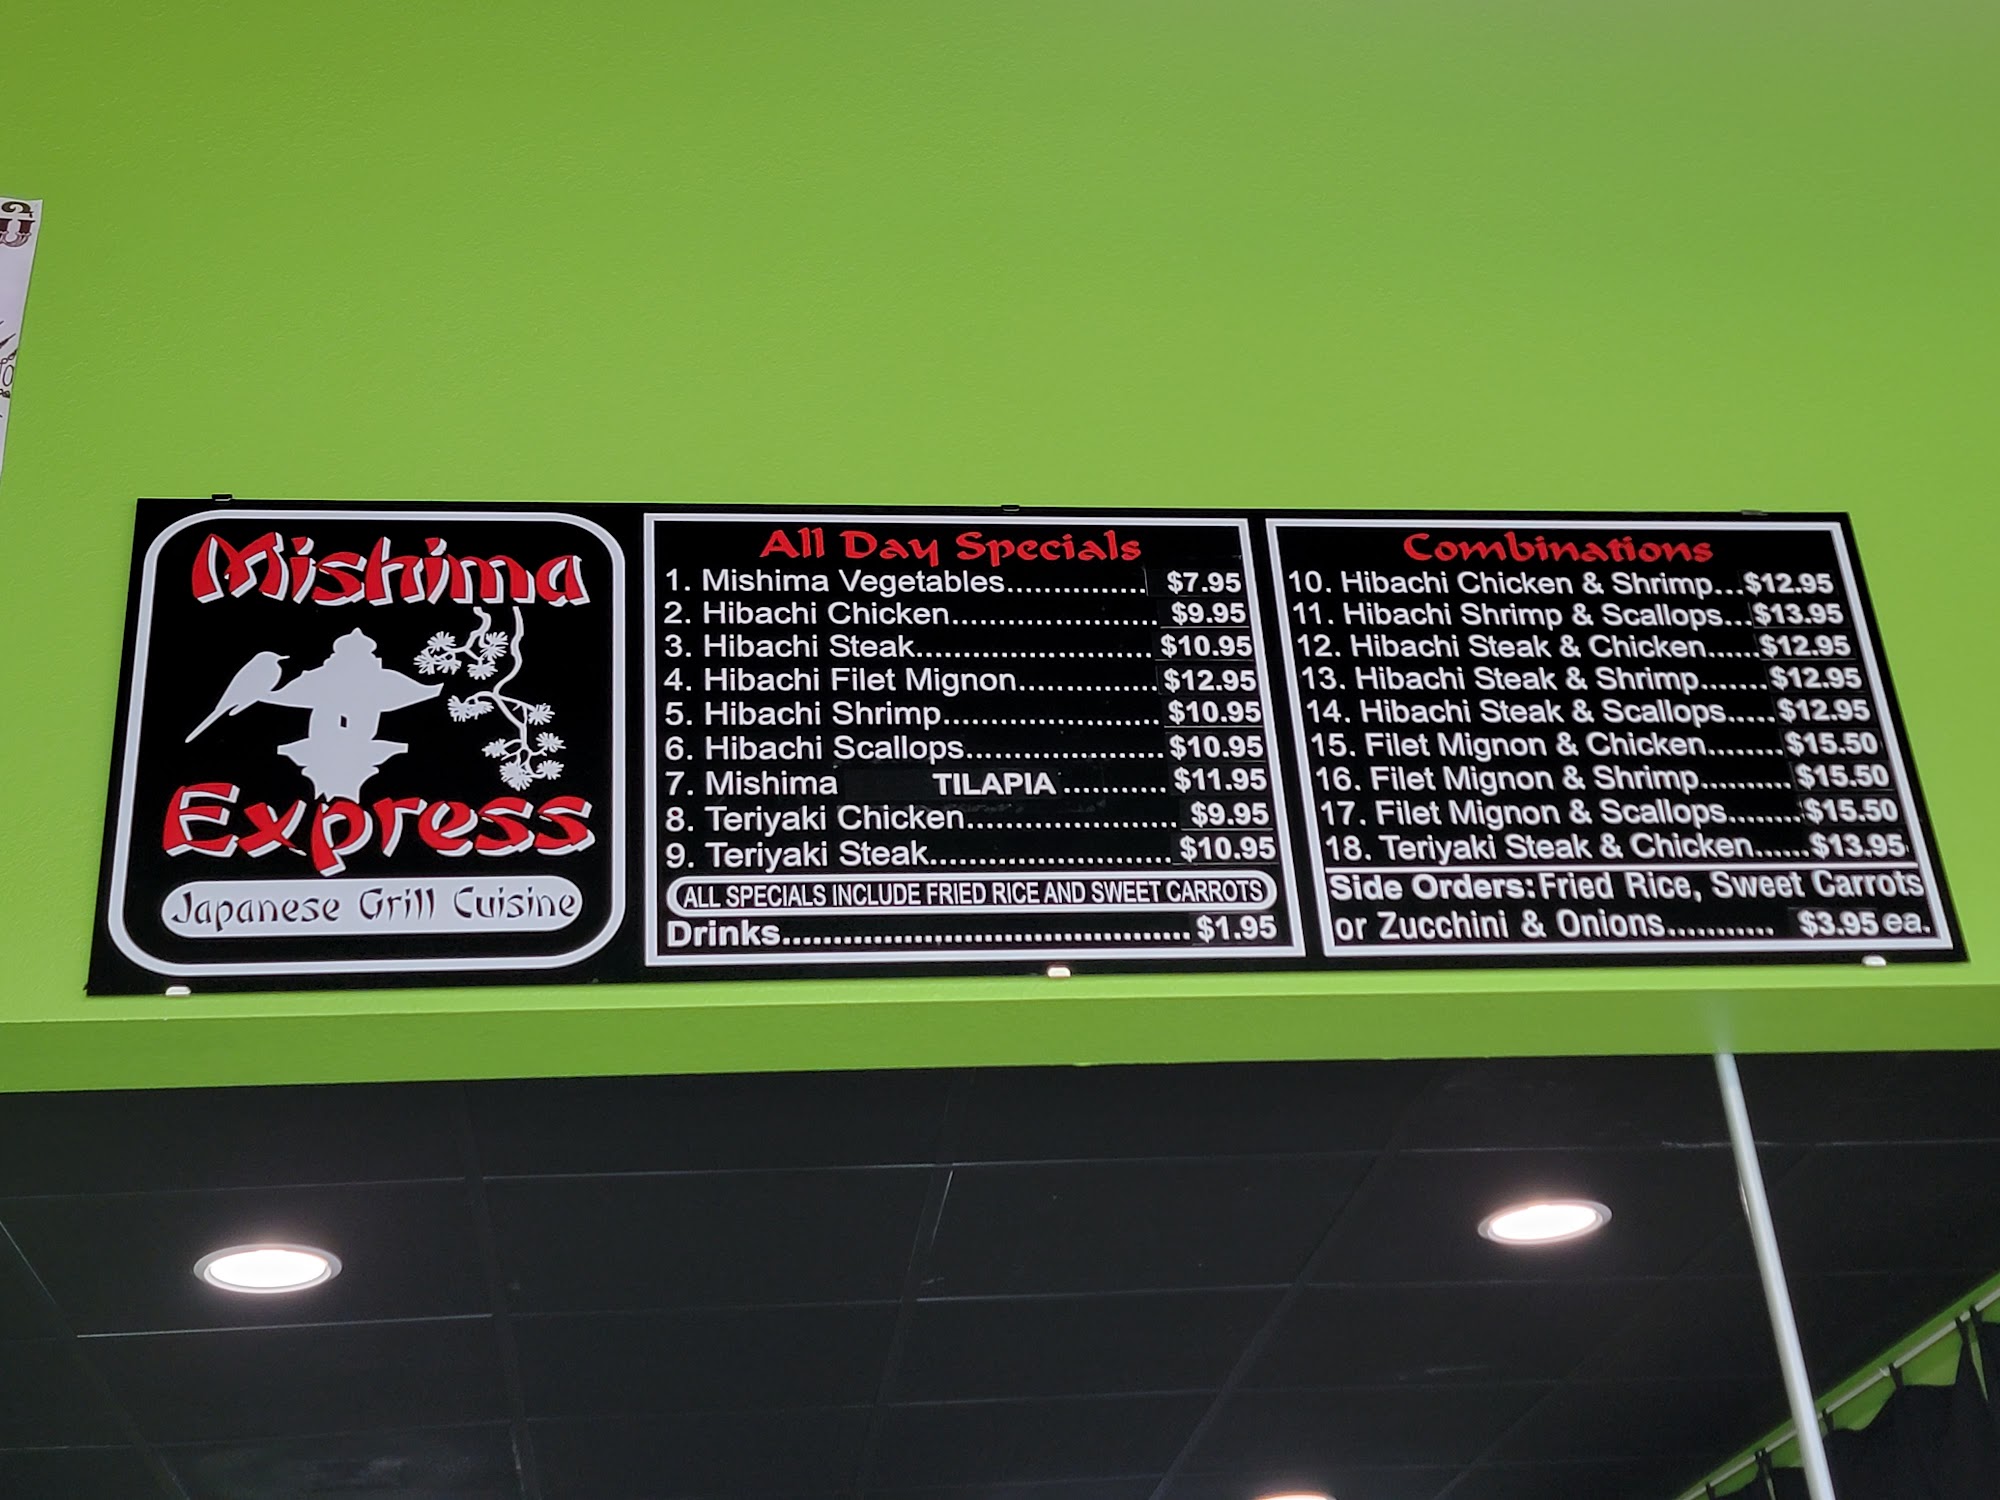 Mishima
Express
Japanese Grill Cuisine
All Day Specials
1. Mishima Vegetables............... $7.95
2. Hibachi Chicken...................... $9.95
3. Hibachi Steak......................... $10.95
4. Hibachi Filet Mignon............... $12.95
5. Hibachi Shrimp....................... $10.95
6. Hibachi Scallops..................... $10.95
7. Mishima TILAPIA ........... $11.95
8. Teriyaki Chicken...................... $9.95
9. Teriyaki Steak......................... $10.95
ALL SPECIALS INCLUDE FRIED RICE AND SWEET CARROTS
Drinks.......................................... $1.95
Combinations
10. Hibachi Chicken & Shrimp...$12.95
11. Hibachi Shrimp & Scallops...$13.95
12. Hibachi Steak & Chicken......$12.95
13. Hibachi Steak & Shrimp.......$12.95
14. Hibachi Steak & Scallops.....$12.95
15. Filet Mignon & Chicken........$15.50
16. Filet Mignon & Shrimp..........$15.50
17. Filet Mignon & Scallops........$15.50
18. Teriyaki Steak & Chicken......$13.95
Side Orders: Fried Rice, Sweet Carrots
or Zucchini & Onions........... $3.95 ea.